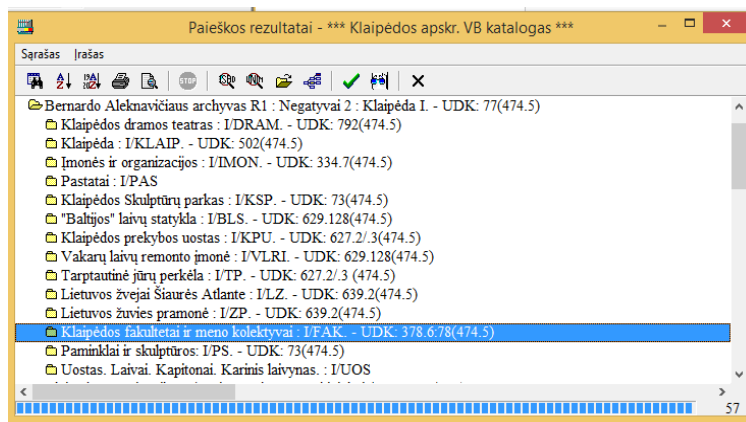 Paieškos rezultatai - *** Klaipėdos apskr. VB katalogas ***
Sąrašas Įrašas
STOP
Bernardo Aleknavičiaus archyvas R1 : Negatyvai 2 : Klaipėda I. - UDK: 77(474.5)
Klaipėdos dramos teatras : I/DRAM. - UDK: 792(474.5)
Klaipėda : I/KLAIP. - UDK: 502(474.5)
Įmonės ir organizacijos : I/IMON. - UDK: 334.7(474.5)
Pastatai : I/PAS
Klaipėdos Skulptūrų parkas : I/KSP. - UDK: 73(474.5)
"Baltijos" laivų statykla : I/BLS. - UDK: 629.128(474.5)
Klaipėdos prekybos uostas : I/KPU. - UDK: 627.2/.3(474.5)
Vakarų laivų remonto įmonė : I/VLRI. - UDK: 629.128(474.5)
Tarptautinė jūrų perkėla : I/TP. - UDK: 627.2/.3 (474.5)
Lietuvos žvejai Šiaurės Atlante : I/LZ. - UDK: 639.2(474.5)
Lietuvos žuvies pramonė : I/ZP. - UDK: 639.2(474.5)
Klaipėdos fakultetai ir meno kolektyvai : I/FAK. - UDK: 378.6:78(474.5)
Paminklai ir skulptūros: I/PS. - UDK: 73(474.5)
Uostas. Laivai. Kapitonai. Karinis laivynas. : I/UOS
57